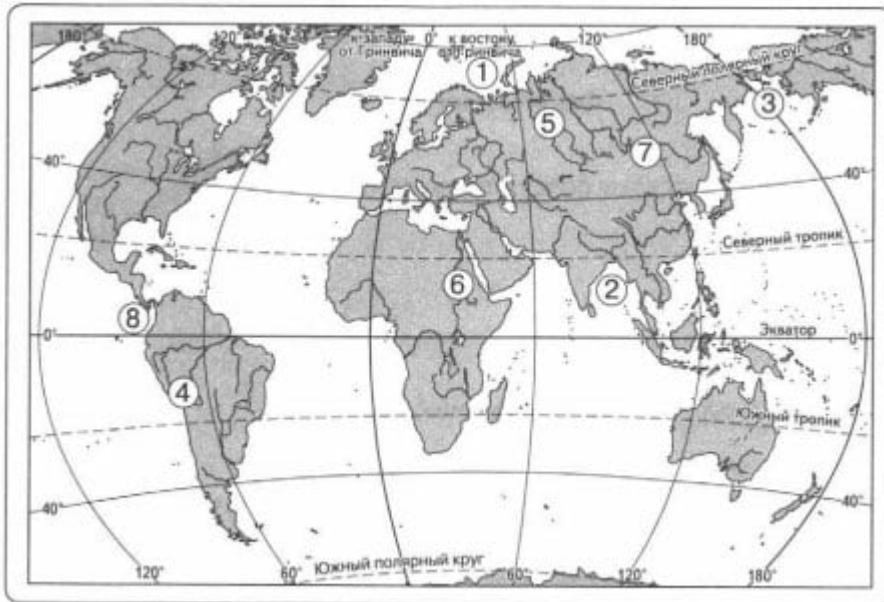 180° 120° к западу 0° к востоку 120° 180°
от Гринвича от Гринвича
Северный полярный круг
1
3
5
7
40° 40° 40°
Северный тропик
6
2
8
Экватор
0° 0°
4
Южный тропик
40° 40°
Южный полярный круг
120° 60° 60° 120° 180°